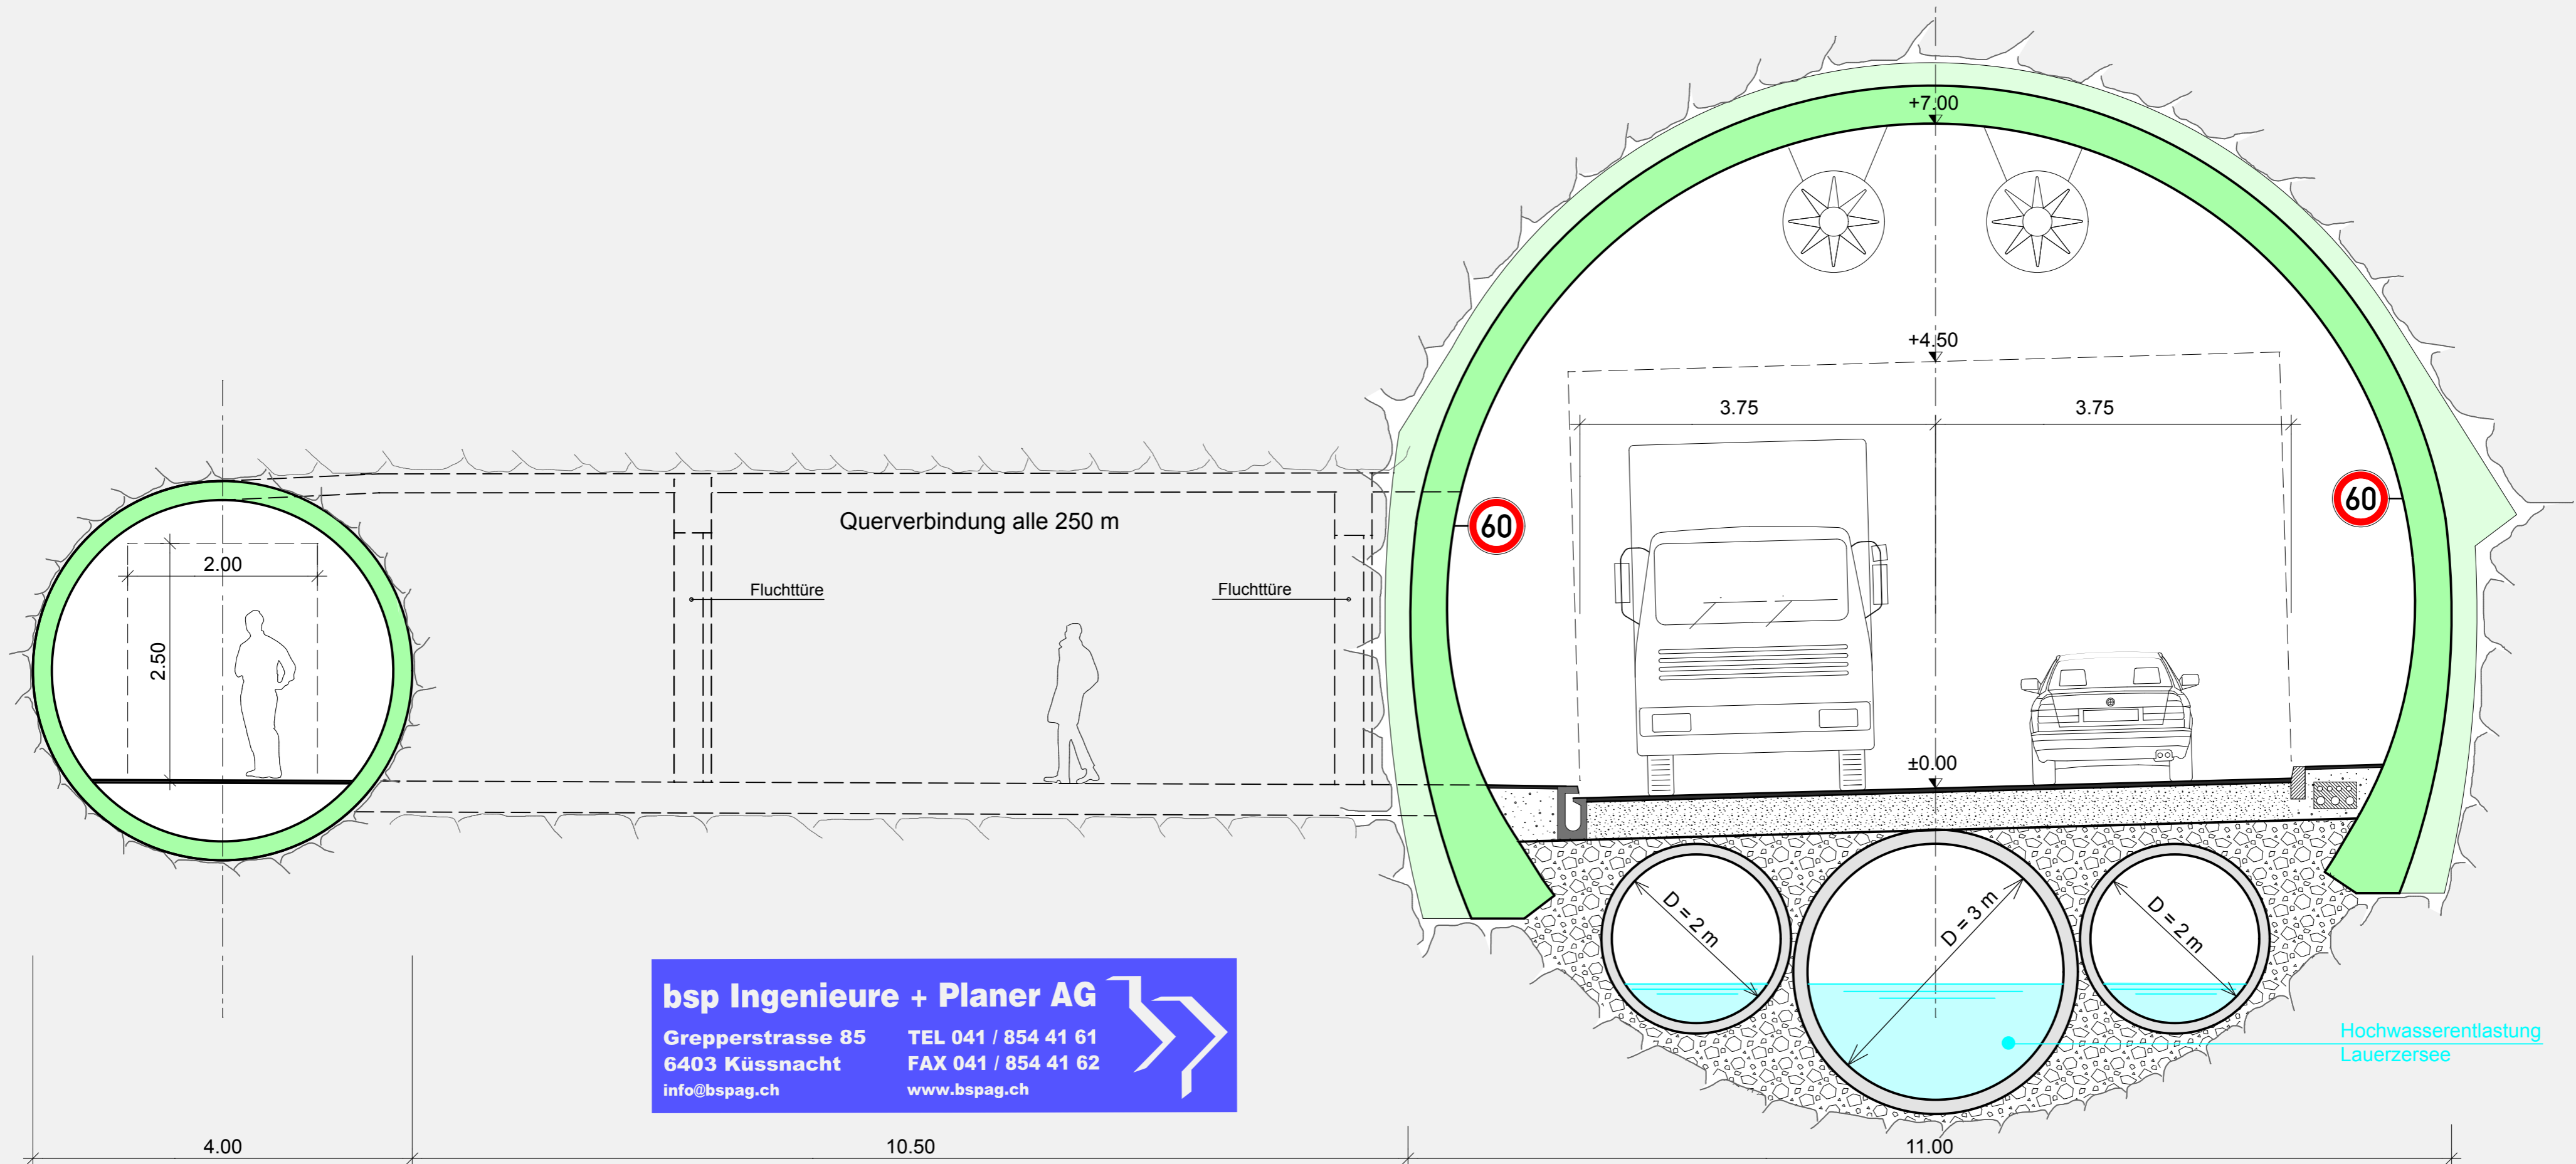 +7.00
+4.50
3.75
3.75
60
60
Querverbindung alle 250 m
2.00
Fluchttüre
Fluchttüre
2.50
±0.00
D = 2 m
D = 3 m
D = 2 m
bsp Ingenieure + Planer AG
Grepperstrasse 85
TEL 041 / 854 41 61
6403 Küssnacht
FAX 041 / 854 41 62
info@bspag.ch
www.bspag.ch
Hochwasserentlastung
Lauerzersee
4.00
10.50
11.00